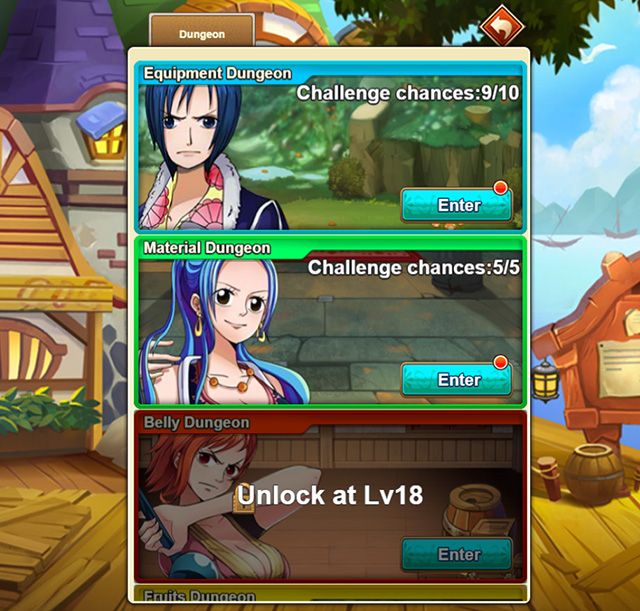 Dungeon
Equipment Dungeon
Challenge chances:9/10
Enter
Material Dungeon
Challenge chances:5/5
Enter
Belly Dungeon
Unlock at Lv18
Enter
Fruits Dungeon